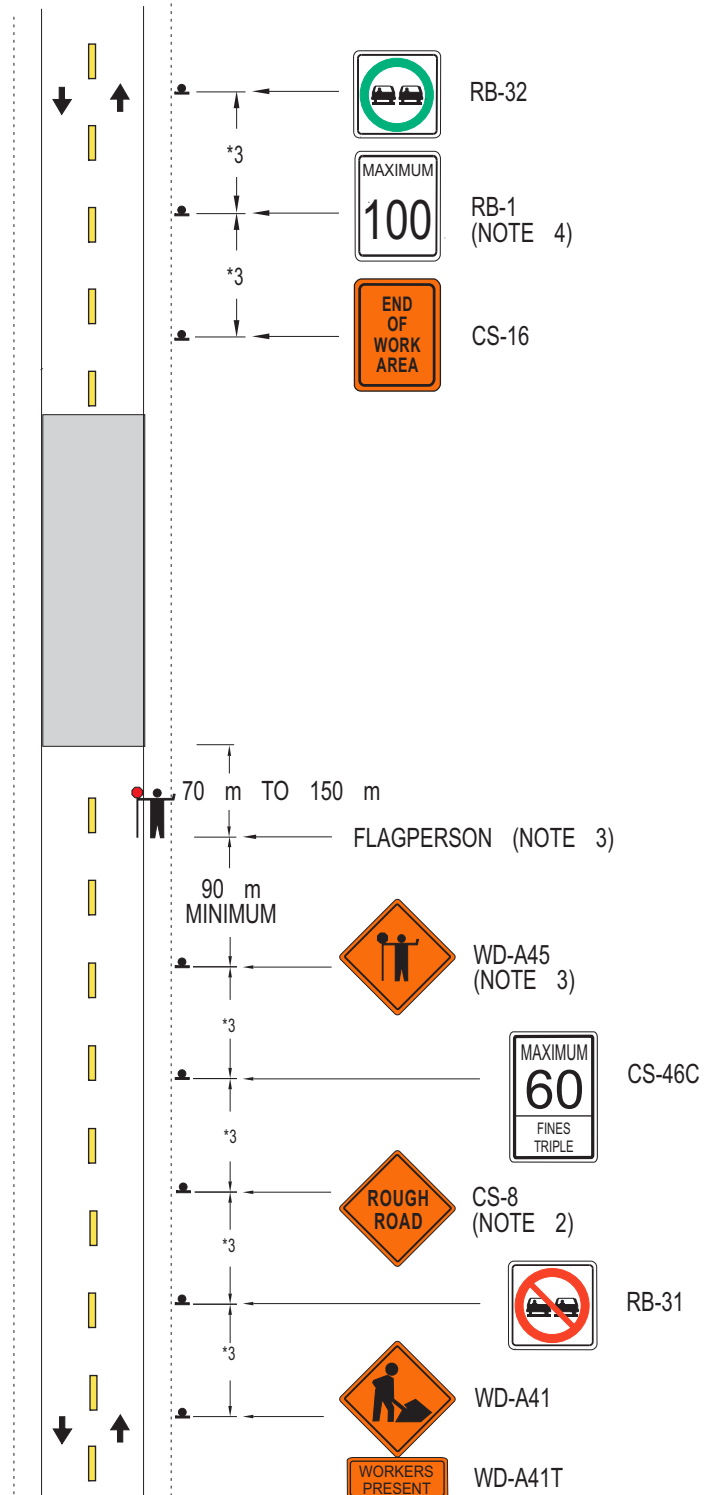 RB-32
*3
MAXIMUM
100
RB-1
(NOTE 4)
*3
END
OF
WORK
AREA
CS-16
70 m TO 150 m
FLAGPERSON (NOTE 3)
90 m
MINIMUM
WD-A45
(NOTE 3)
*3
MAXIMUM
60
FINES
TRIPLE
CS-46C
*3
ROUGH
ROAD
CS-8
(NOTE 2)
*3
RB-31
*3
WD-A41
WORKERS
PRESENT
WD-A41T